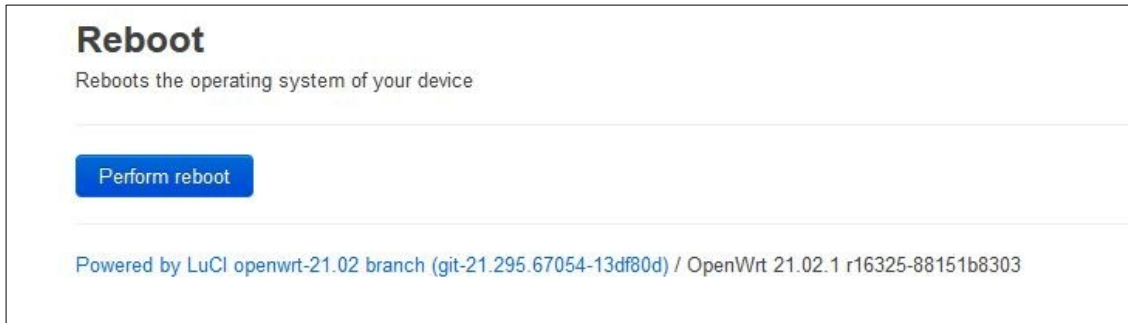 Reboot
Reboots the operating system of your device
Perform reboot
Powered by LuCI openwrt-21.02 branch (git-21.295.67054-13df80d) / OpenWrt 21.02.1 r16325-88151b8303